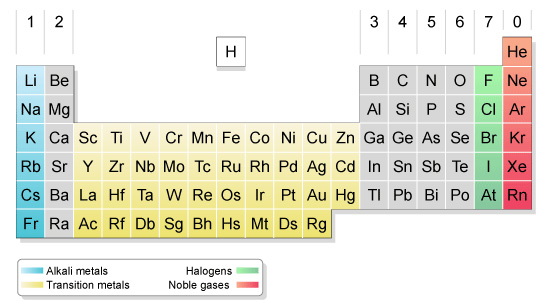 1 2 3 4 5 6 7 0
H He
Li Be B C N O F Ne
Na Mg Al Si P S Cl Ar
K Ca Sc Ti V Cr Mn Fe Co Ni Cu Zn Ga Ge As Se Br Kr
Rb Sr Y Zr Nb Mo Tc Ru Rh Pd Ag Cd In Sn Sb Te I Xe
Cs Ba La Hf Ta W Re Os Ir Pt Au Hg Tl Pb Bi Po At Rn
Fr Ra Ac Rf Db Sg Bh Hs Mt Ds Rg
Alkali metals Halogens
Transition metals Noble gases